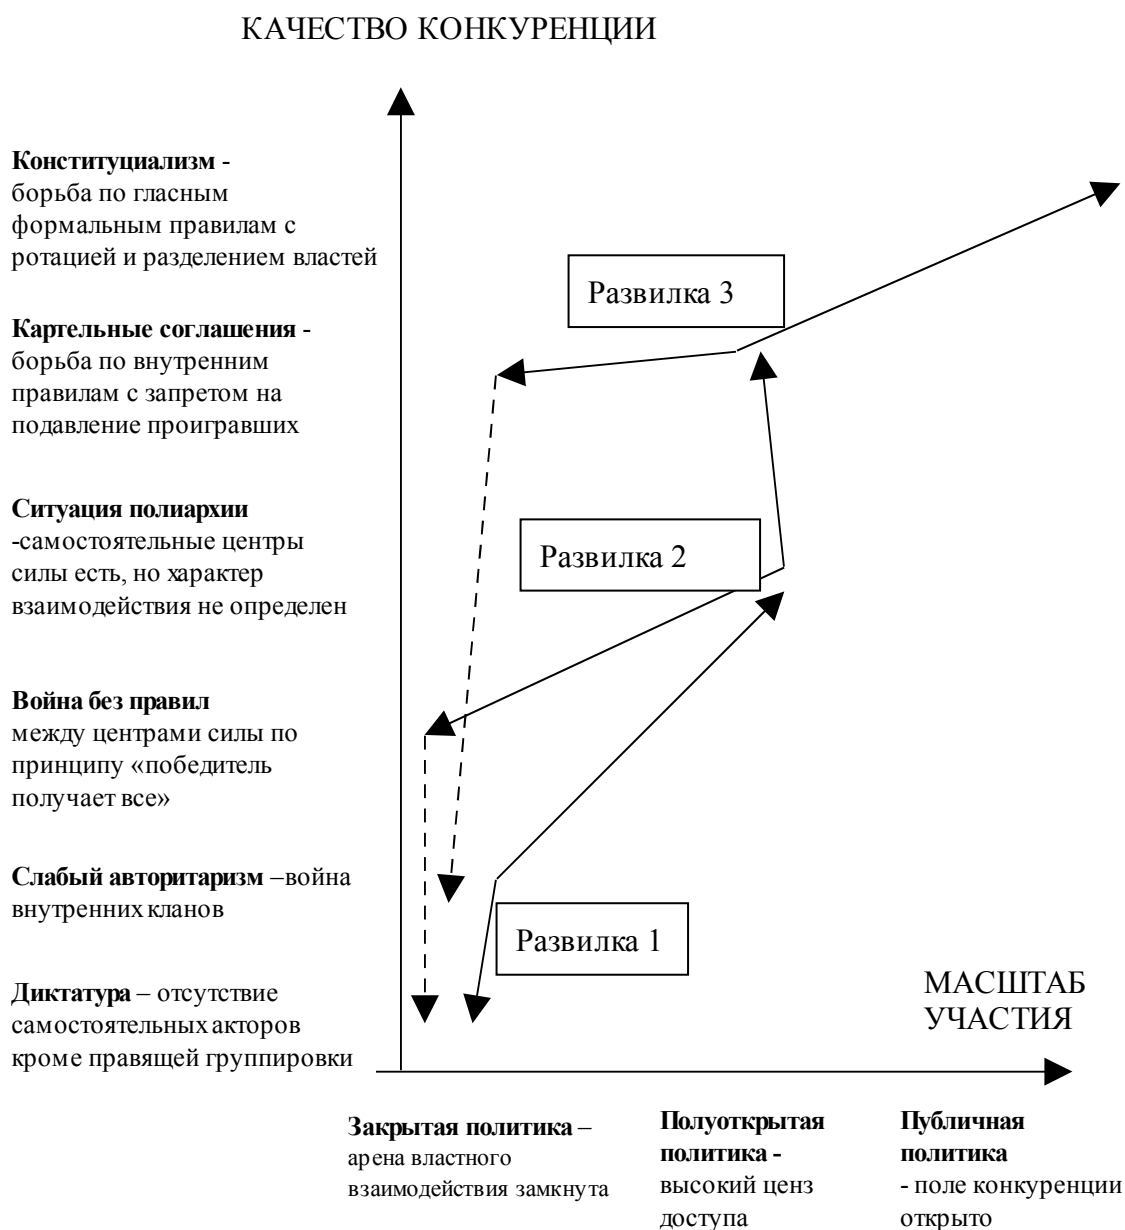 КАЧЕСТВО КОНКУРЕНЦИИ
Конституциализм -
борьба по гласным
формальным правилам с
ротацией и разделением властей
Развилка 3
Картельные соглашения -
борьба по внутренним
правилам с запретом на
подавление проигравших
Ситуация полиархии
-самостоятельные центры
силы есть, но характер
взаимодействия не определен
Развилка 2
Война без правил
между центрами силы по
принципу «победитель
получает все»
Слабый авторитаризм –война
внутренних кланов
Развилка 1
Диктатура – отсутствие
самостоятельных акторов
кроме правящей группировки
МАСШТАБ
УЧАСТИЯ
Закрытая политика –
арена властного
взаимодействия замкнута
Полуоткрытая
политика -
высокий ценз
доступа
Публичная
политика
- поле конкуренции
открыто